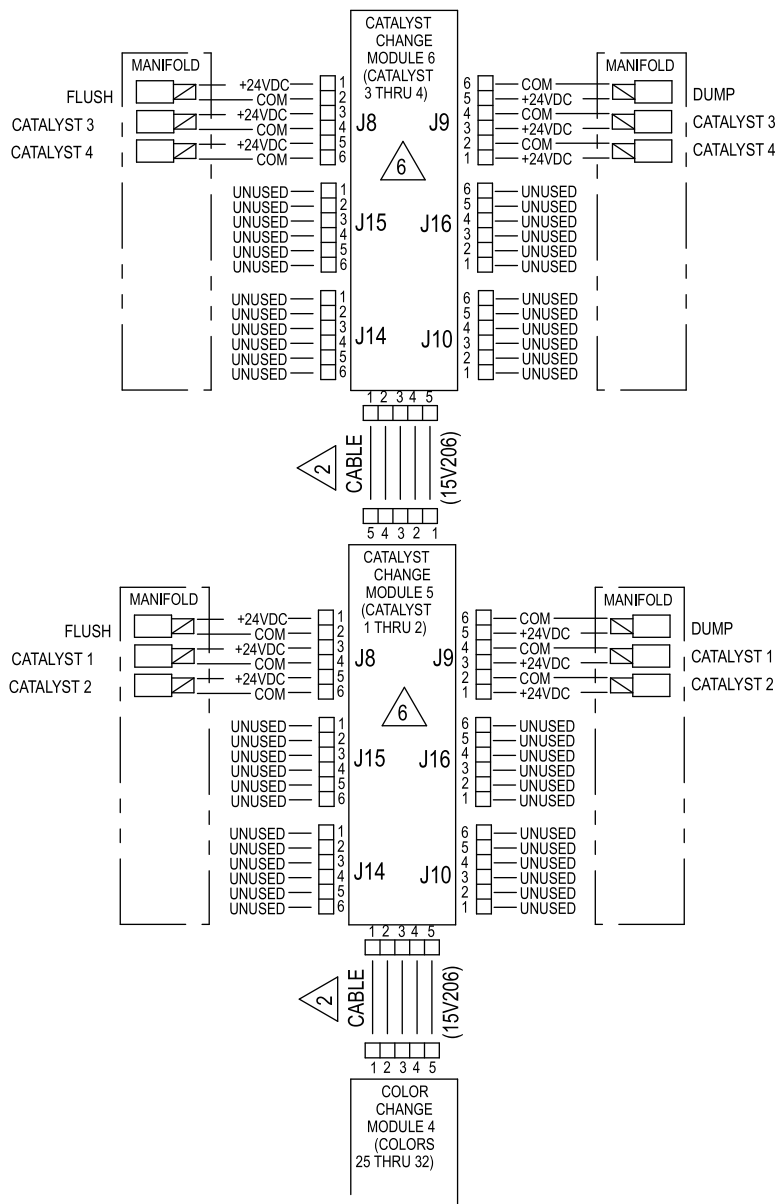 CATALYST
CHANGE
MODULE 6
(CATALYST
3 THRU 4)
MANIFOLD
FLUSH
CATALYST 3
CATALYST 4
+24VDC
COM
+24VDC
COM
+24VDC
COM
1
2
3
4
5
6
J8
J9
6
6
5
4
3
2
1
COM
+24VDC
COM
+24VDC
COM
+24VDC
MANIFOLD
DUMP
CATALYST 3
CATALYST 4
UNUSED 1
UNUSED 2
UNUSED 3
UNUSED 4
UNUSED 5
UNUSED 6
J15
J16
6 UNUSED
5 UNUSED
4 UNUSED
3 UNUSED
2 UNUSED
1 UNUSED
UNUSED 1
UNUSED 2
UNUSED 3
UNUSED 4
UNUSED 5
UNUSED 6
J14
J10
6 UNUSED
5 UNUSED
4 UNUSED
3 UNUSED
2 UNUSED
1 UNUSED
1 2 3 4 5
2
CABLE
(15V206)
5 4 3 2 1
CATALYST
CHANGE
MODULE 5
(CATALYST
1 THRU 2)
MANIFOLD
FLUSH
CATALYST 1
CATALYST 2
+24VDC
COM
+24VDC
COM
+24VDC
COM
1
2
3
4
5
6
J8
J9
6
6
5
4
3
2
1
COM
+24VDC
COM
+24VDC
COM
+24VDC
MANIFOLD
DUMP
CATALYST 1
CATALYST 2
UNUSED 1
UNUSED 2
UNUSED 3
UNUSED 4
UNUSED 5
UNUSED 6
J15
J16
6 UNUSED
5 UNUSED
4 UNUSED
3 UNUSED
2 UNUSED
1 UNUSED
UNUSED 1
UNUSED 2
UNUSED 3
UNUSED 4
UNUSED 5
UNUSED 6
J14
J10
6 UNUSED
5 UNUSED
4 UNUSED
3 UNUSED
2 UNUSED
1 UNUSED
1 2 3 4 5
2
CABLE
(15V206)
1 2 3 4 5
COLOR
CHANGE
MODULE 4
(COLORS
25 THRU 32)